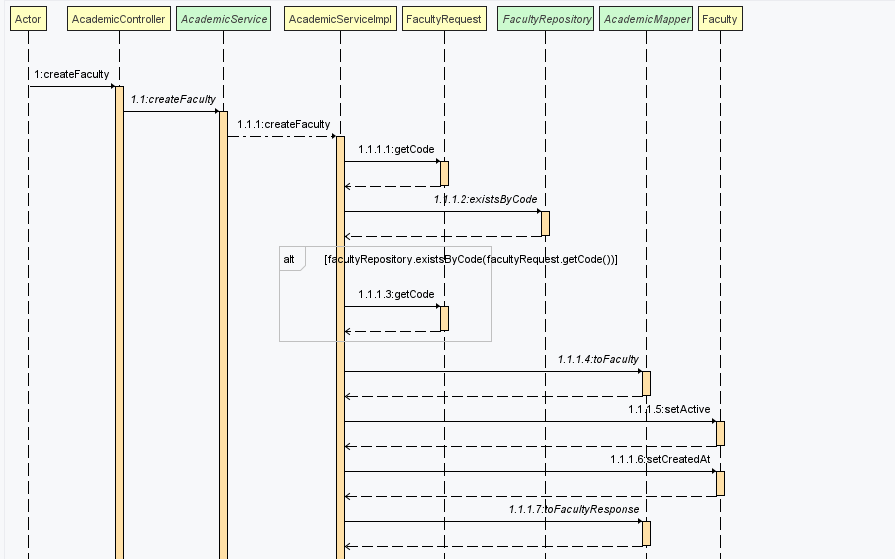 Actor
AcademicController
AcademicService
AcademicServiceImpl
FacultyRequest
FacultyRepository
AcademicMapper
Faculty
1:createFaculty
1.1:createFaculty
1.1.1:createFaculty
1.1.1.1:getCode
1.1.1.2:existsByCode
alt
[facultyRepository.existsByCode(facultyRequest.getCode())]
1.1.1.3:getCode
1.1.1.4:toFaculty
1.1.1.5:setActive
1.1.1.6:setCreatedAt
1.1.1.7:toFacultyResponse